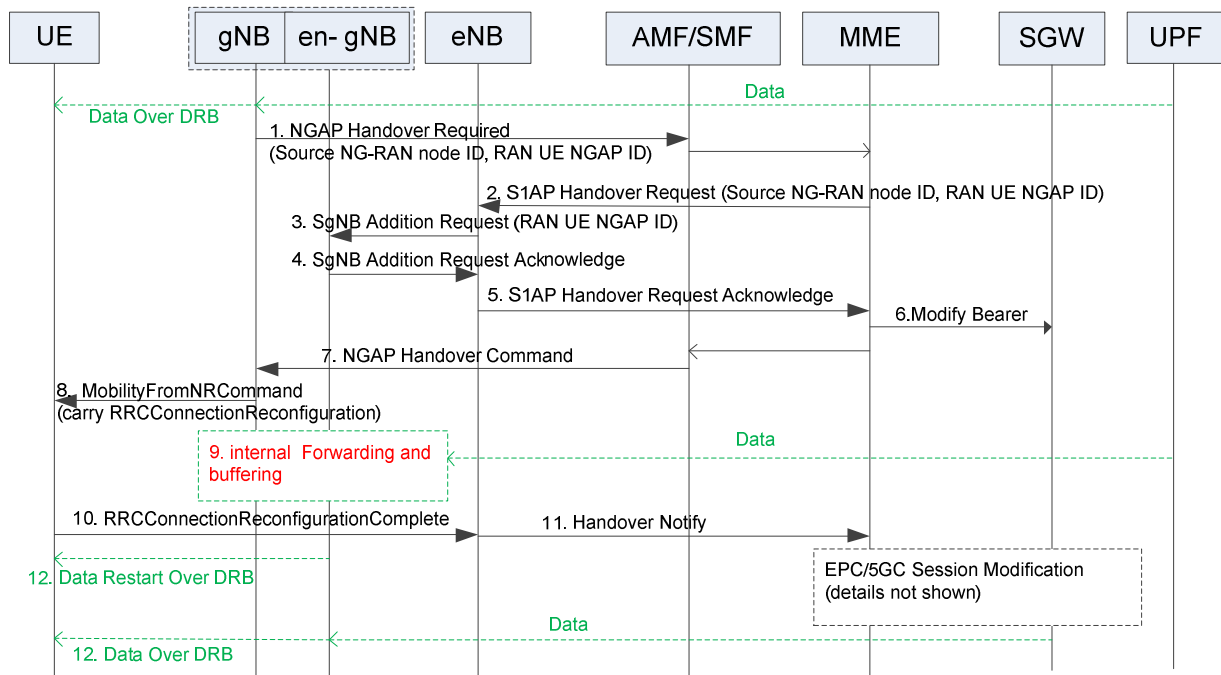 UE
gNB
en- gNB
eNB
AMF/SMF
MME
SGW
UPF
Data
Data Over DRB
1. NGAP Handover Required
(Source NG-RAN node ID, RAN UE NGAP ID)
2. S1AP Handover Request (Source NG-RAN node ID, RAN UE NGAP ID)
3. SgNB Addition Request (RAN UE NGAP ID)
4. SgNB Addition Request Acknowledge
5. S1AP Handover Request Acknowledge
6.Modify Bearer
7. NGAP Handover Command
8. MobilityFromNRCommand
(carry RRCConnectionReconfiguration)
9. internal Forwarding and
buffering
Data
10. RRCConnectionReconfigurationComplete
11. Handover Notify
12. Data Restart Over DRB
EPC/5GC Session Modification
(details not shown)
Data
12. Data Over DRB